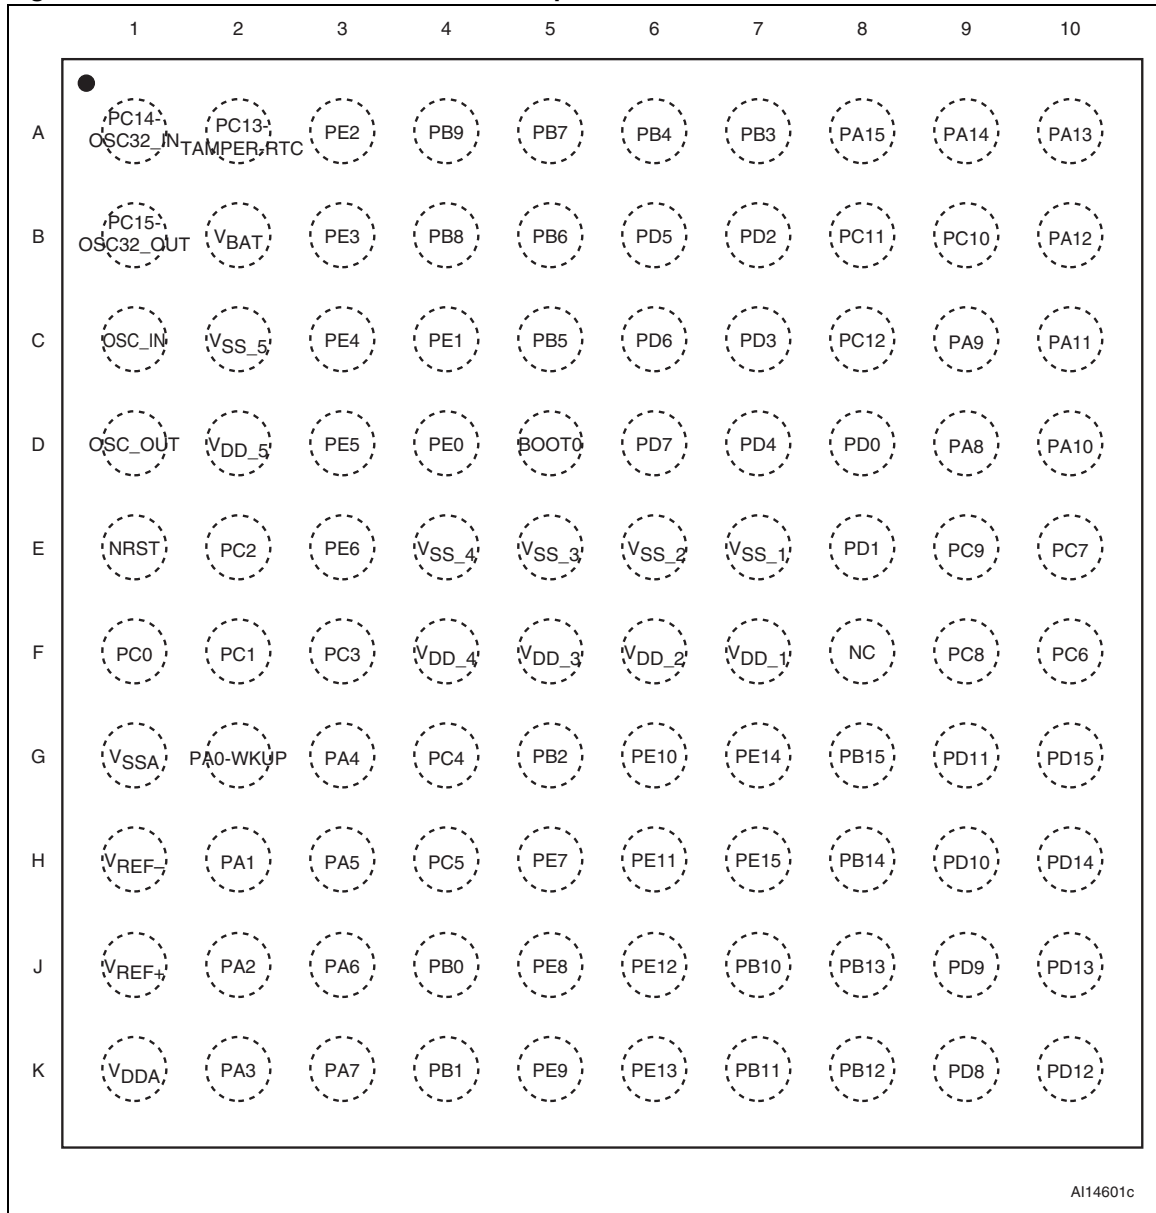 1 2 3 4 5 6 7 8 9 10
A PC14-OSC32_IN PC13-TAMPER-RTC PE2 PB9 PB7 PB4 PB3 PA15 PA14 PA13
B PC15-OSC32_OUT VBAT PE3 PB8 PB6 PD5 PD2 PC11 PC10 PA12
C OSC_IN VSS_5 PE4 PE1 PB5 PD6 PD3 PC12 PA9 PA11
D OSC_OUT VDD_5 PE5 PE0 BOOT0 PD7 PD4 PD0 PA8 PA10
E NRST PC2 PE6 VSS_4 VSS_3 VSS_2 VSS_1 PD1 PC9 PC7
F PC0 PC1 PC3 VDD_4 VDD_3 VDD_2 VDD_1 NC PC8 PC6
G VSSA PA0-WKUP PA4 PC4 PB2 PE10 PE14 PB15 PD11 PD15
H VREF– PA1 PA5 PC5 PE7 PE11 PE15 PB14 PD10 PD14
J VREF+ PA2 PA6 PB0 PE8 PE12 PB10 PB13 PD9 PD13
K VDDA PA3 PA7 PB1 PE9 PE13 PB11 PB12 PD8 PD12
AI14601c